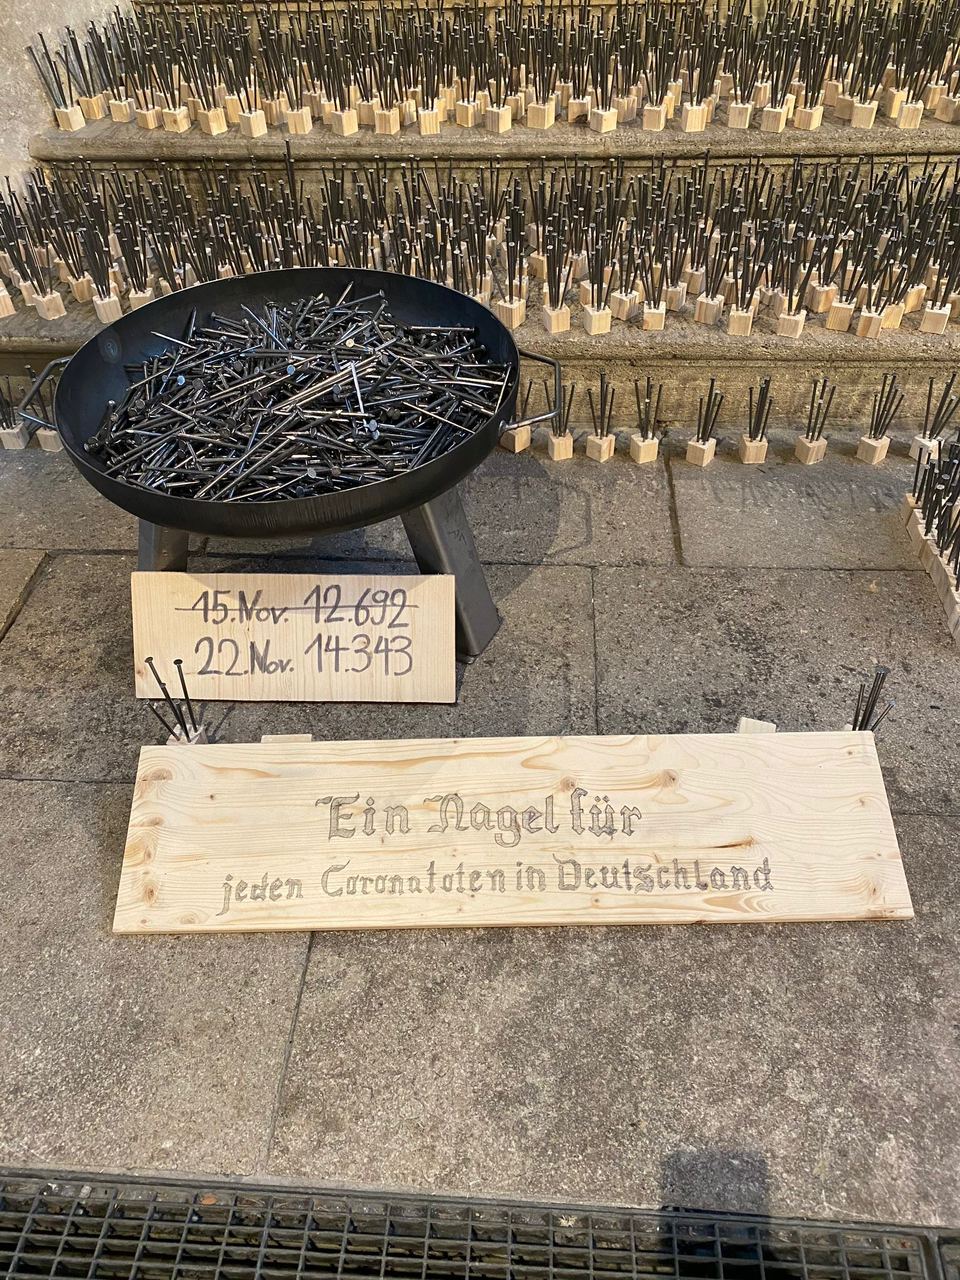 15.Nov. 12.692
22.Nov. 14.343
Ein Nagel für
jeden Coronatoten in Deutschland